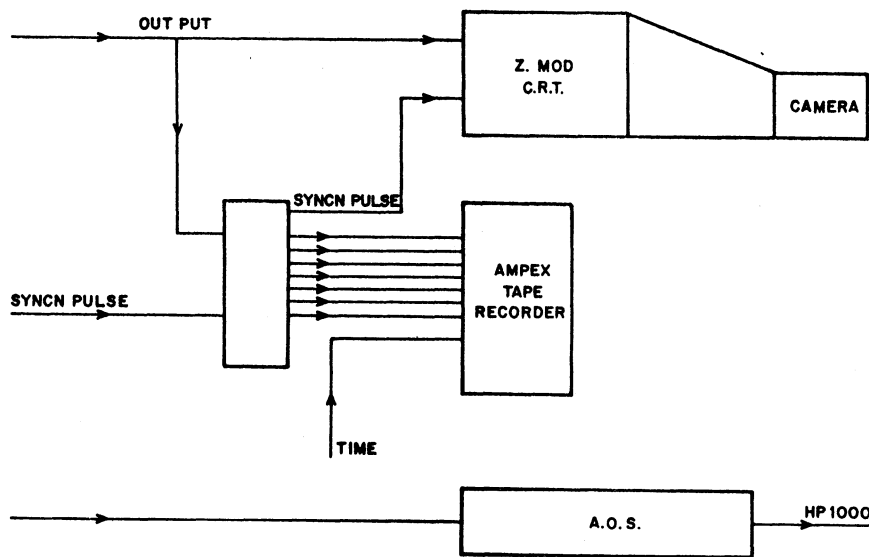 OUT PUT
Z. MOD
C.R.T.
CAMERA
SYNCN PULSE
AMPEX
TAPE
RECORDER
SYNCN PULSE
TIME
A.O.S.
HP1000